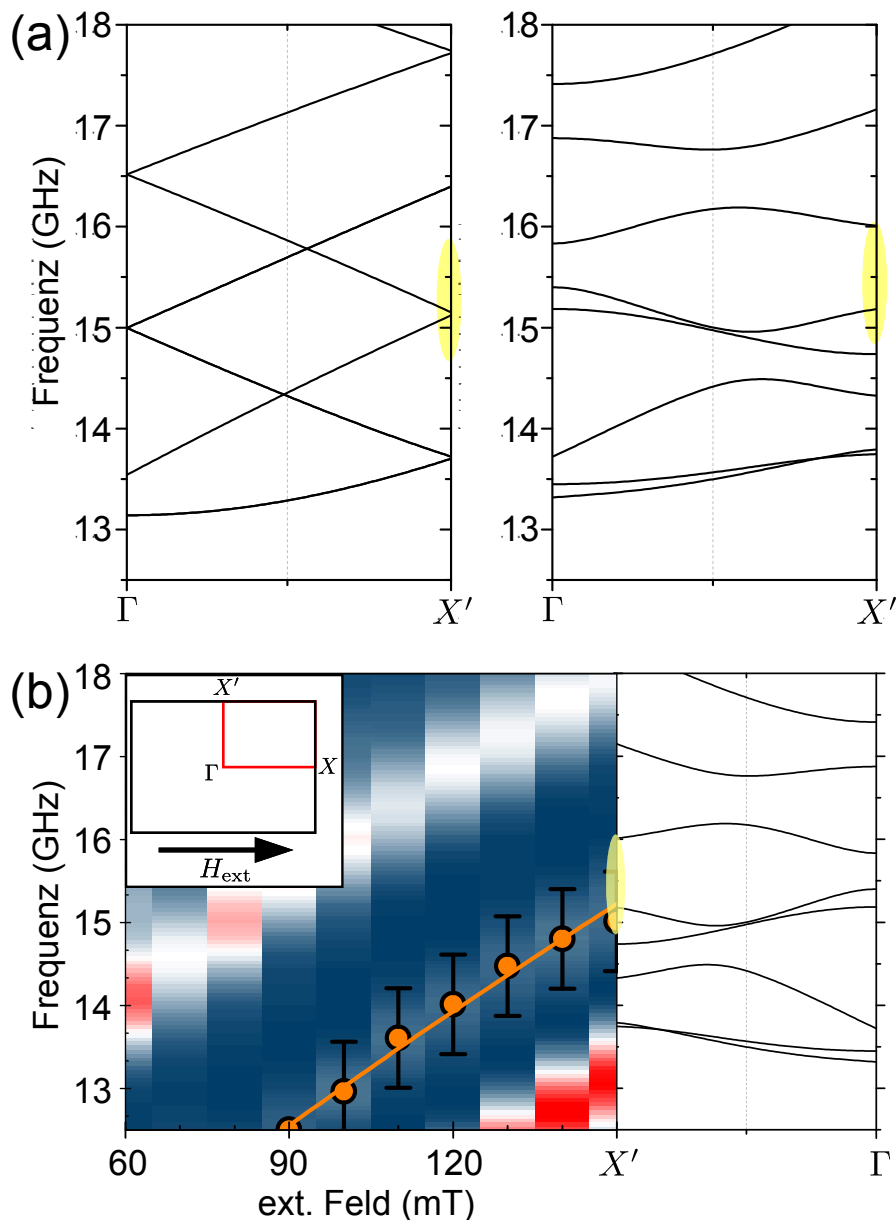 (a)
Frequenz (GHz)
18
17
16
15
14
13
Γ
X′
18
17
16
15
14
13
Γ
X′
(b)
Frequenz (GHz)
18
17
16
15
14
13
X′
Γ
X
H_ext
60
90
120
X′
Γ
ext. Feld (mT)